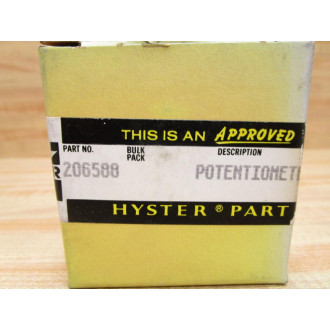 THIS IS AN APPROVED
PART NO. BULK PACK DESCRIPTION
206588 POTENTIOMET
HYSTER ® PART